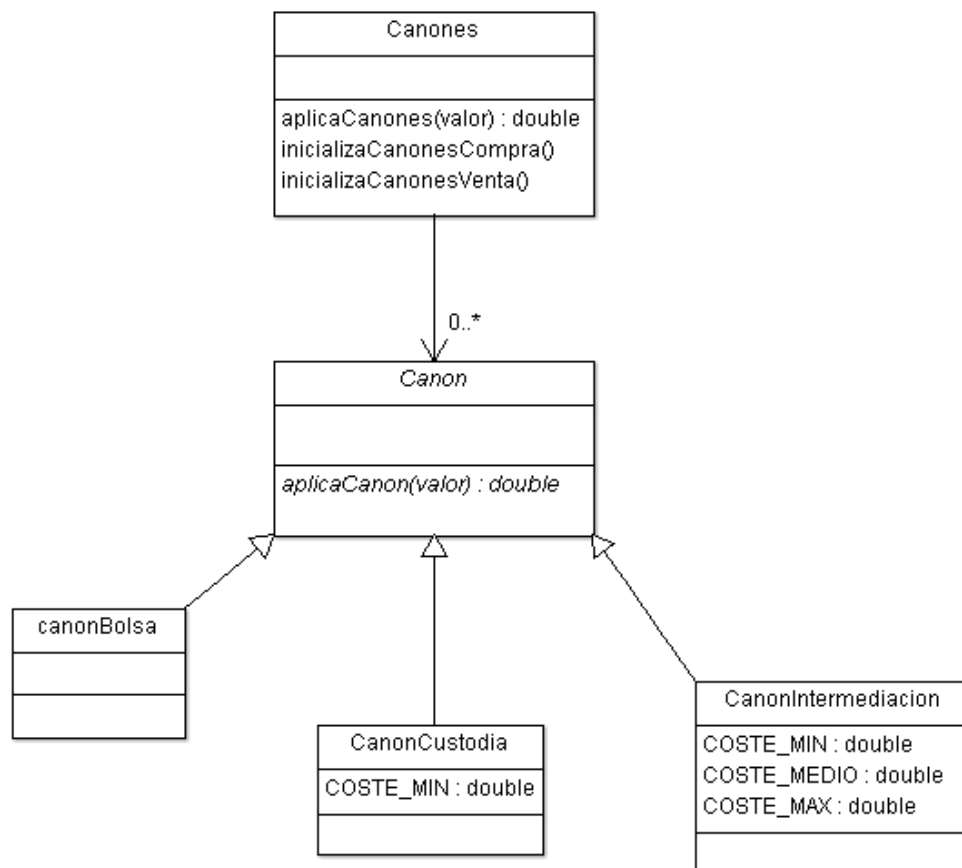 Canones
aplicaCanones(valor) : double
inicializaCanonesCompra()
inicializaCanonesVenta()
0..*
Canon
aplicaCanon(valor) : double
canonBolsa
CanonCustodia
COSTE_MIN : double
CanonIntermediacion
COSTE_MIN : double
COSTE_MEDIO : double
COSTE_MAX : double